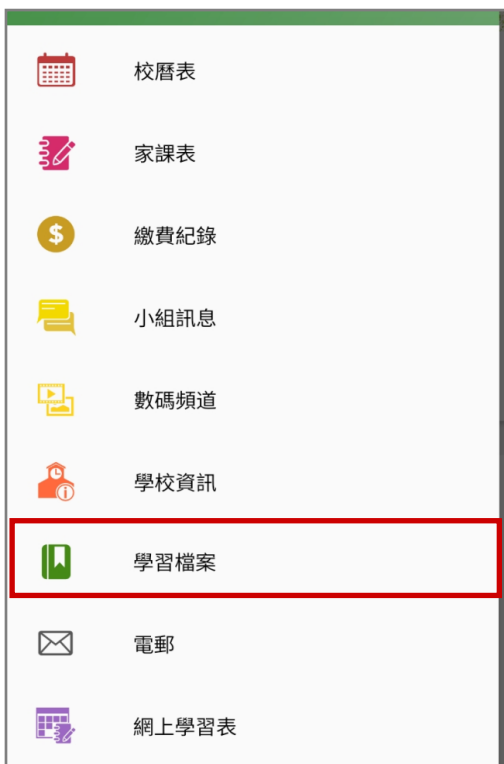 校曆表
家課表
繳費紀錄
小組訊息
數碼頻道
學校資訊
學習檔案
電郵
網上學習表